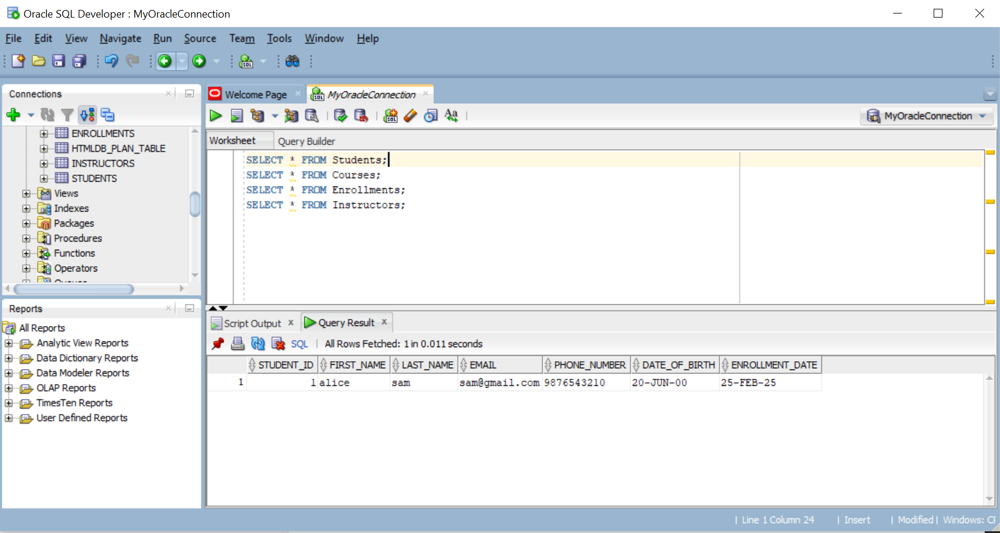 Oracle SQL Developer : MyOracleConnection
File Edit View Navigate Run Source Team Tools Window Help
Connections
ENROLLMENTS
HTMLDB_PLAN_TABLE
INSTRUCTORS
STUDENTS
Views
Indexes
Packages
Procedures
Functions
Operators
Reports
All Reports
Analytic View Reports
Data Dictionary Reports
Data Modeler Reports
OLAP Reports
TimesTen Reports
User Defined Reports
Welcome Page MyOracleConnection
MyOracleConnection
Worksheet Query Builder
SELECT * FROM Students;
SELECT * FROM Courses;
SELECT * FROM Enrollments;
SELECT * FROM Instructors;
Script Output x Query Result x
SQL | All Rows Fetched: 1 in 0.011 seconds
STUDENT_ID FIRST_NAME LAST_NAME EMAIL PHONE_NUMBER DATE_OF_BIRTH ENROLLMENT_DATE
1 1 alice sam sam@gmail.com 9876543210 20-JUN-00 25-FEB-25
| Line 1 Column 24 | Insert | Modified | Windows: